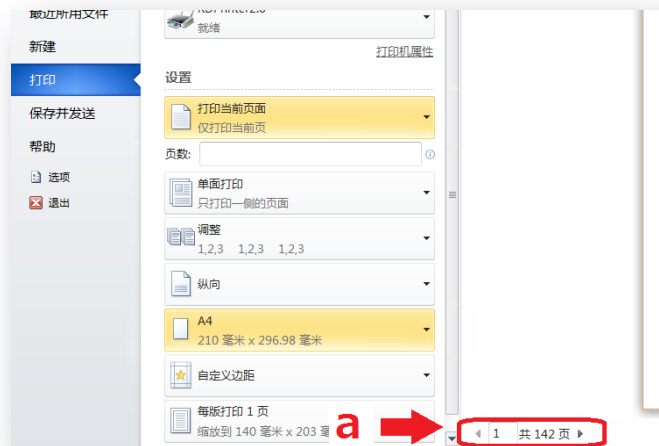 最近所用文件
就绪
打印机属性
新建
设置
打印
打印当前页面
仅打印当前页
保存并发送
帮助
页数:
选项
单面打印
只打印一侧的页面
退出
调整
1,2,3 1,2,3 1,2,3
纵向
A4
210 毫米 x 296.98 毫米
自定义边距
每版打印 1 页
缩放到 140 毫米 x 203 毫
a
1 共 142 页